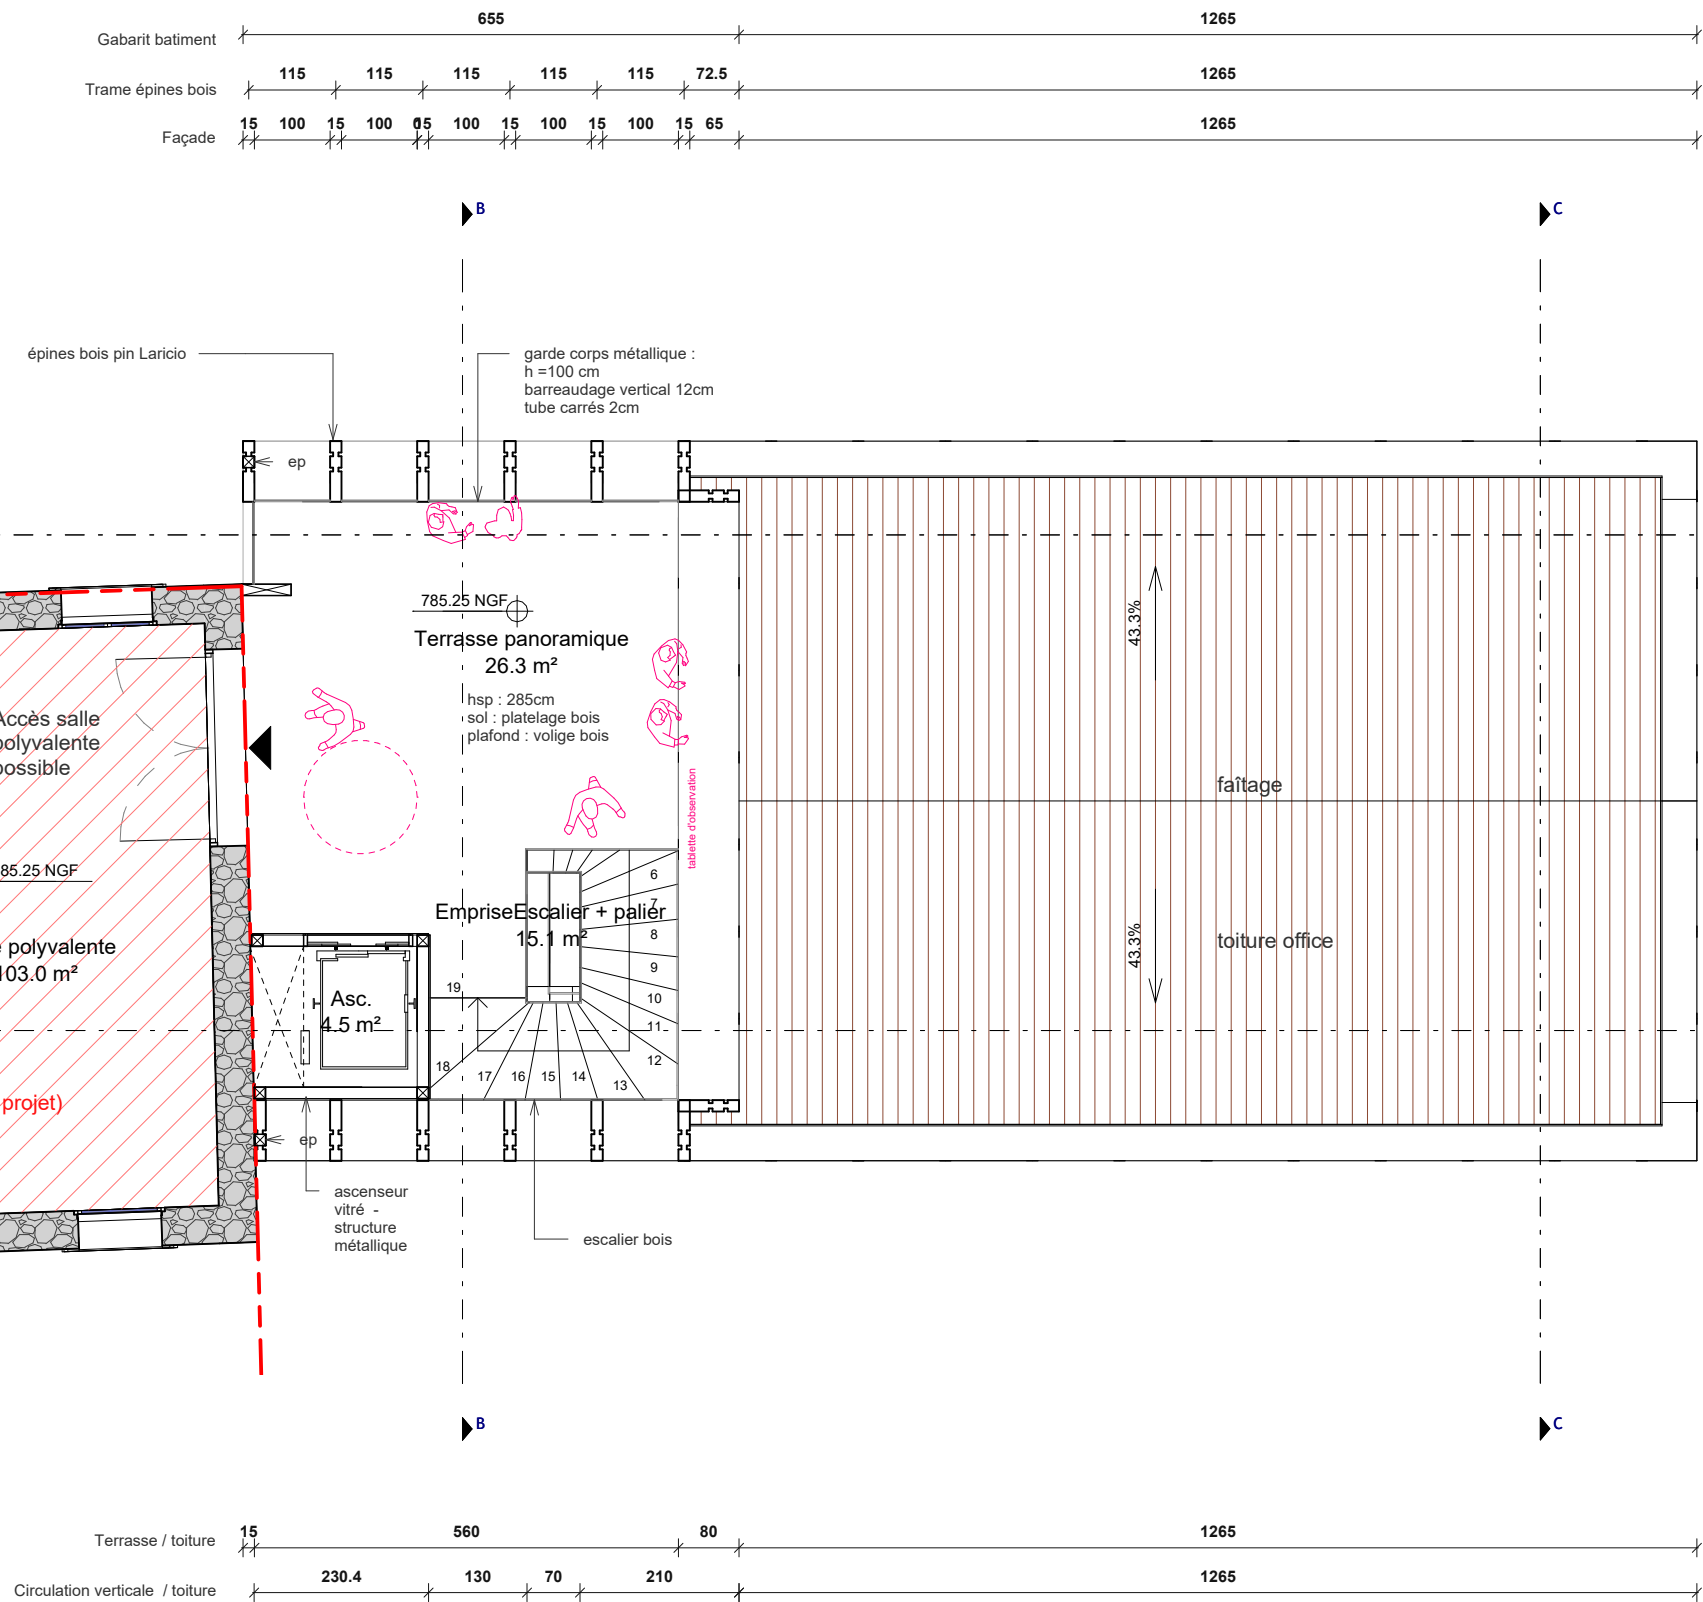 655
1265
Gabarit batiment
115 115 115 115 115 72.5
1265
Trame épines bois
15 100 15 100 15 100 15 100 15 100 15 65
1265
Façade
B
C
épines bois pin Laricio
garde corps métallique :
h =100 cm
barreaudage vertical 12cm
tube carrés 2cm
ep
785.25 NGF
Terrasse panoramique
26.3 m²
hsp : 285cm
sol : platelage bois
plafond : volige bois
43.3%
Accès salle
polyvalente
possible
tablette d'observation
faîtage
85.25 NGF
6
7
EmpriseEscalier + palier
15.1 m²
8
43.3%
toiture office
e polyvalente
103.0 m²
9
19
10
Asc.
4.5 m²
11
12
18
17
16
15
14
13
projet)
ep
ascenseur
vitré -
structure
métallique
escalier bois
B
C
15
560
80
1265
Terrasse / toiture
230.4
130
70
210
1265
Circulation verticale / toiture